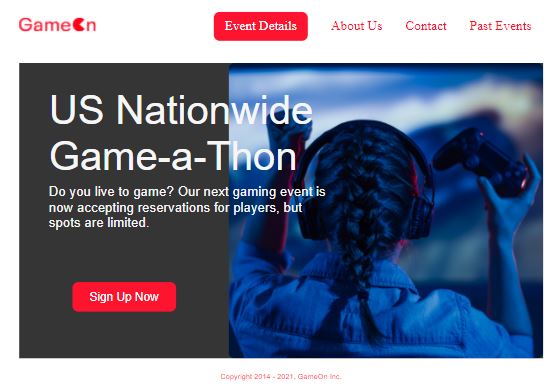 GameOn
Event Details
About Us
Contact
Past Events
US Nationwide
Game-a-Thon
Do you live to game? Our next gaming event is
now accepting reservations for players, but
spots are limited.
Sign Up Now
Copyright 2014 - 2021, GameOn Inc.